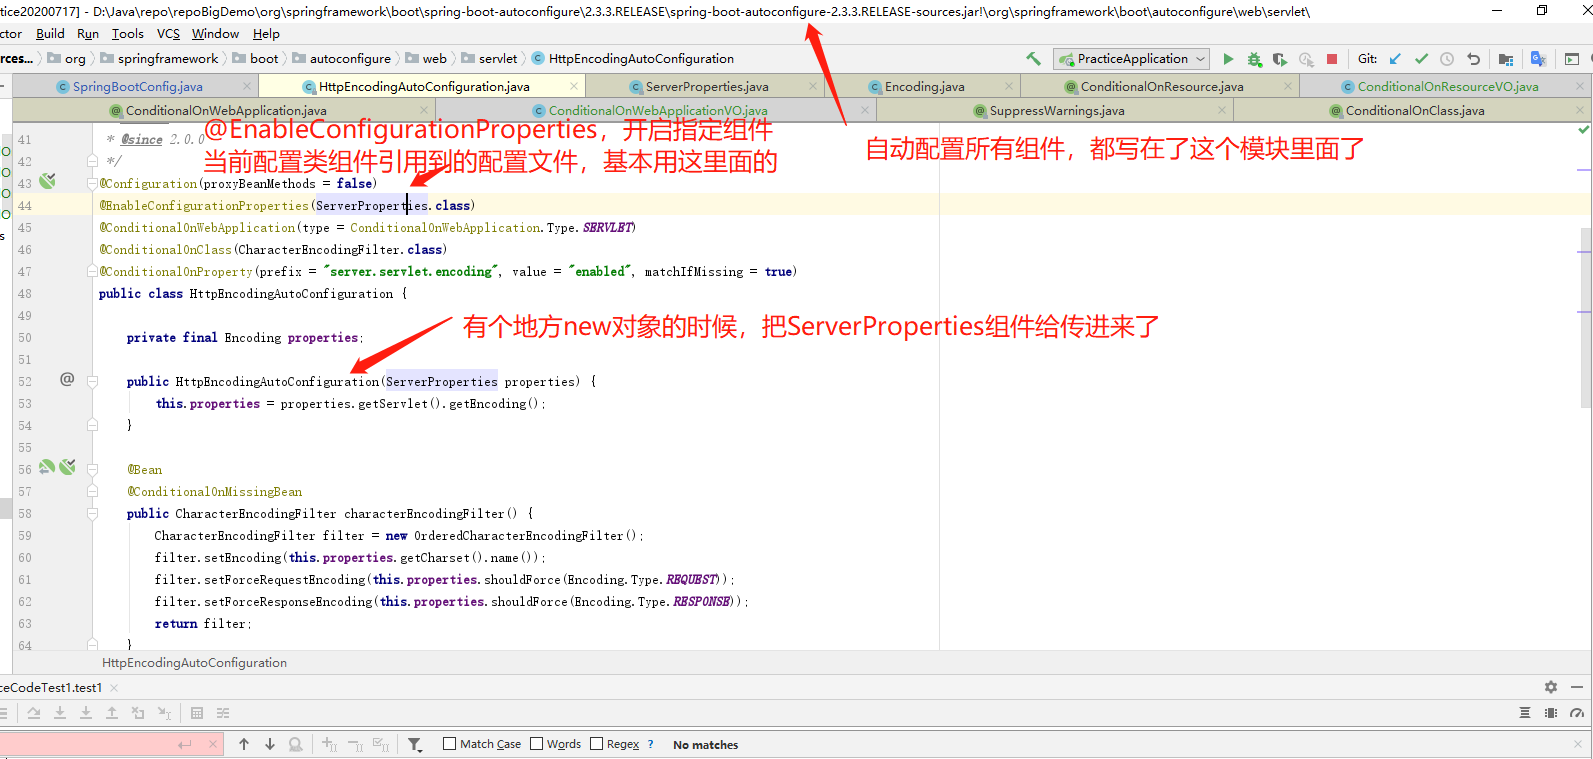 tice20200717] - D:\Java\repo\repoBigDemo\org\springframework\boot\spring-boot-autoconfigure\2.3.3.RELEASE\spring-boot-autoconfigure-2.3.3.RELEASE-sources.jar!\org\springframework\boot\autoconfigure\web\servlet\
ctor Build Run Tools VCS Window Help
rces... org springframework boot autoconfigure web servlet HttpEncodingAutoConfiguration PracticeApplication Git:
SpringBootConfig.java HttpEncodingAutoConfiguration.java ServerProperties.java Encoding.java ConditionalOnResource.java ConditionalOnResourceVO.java
ConditionalOnWebApplication.java ConditionalOnWebApplicationVO.java SuppressWarnings.java ConditionalOnClass.java
@EnableConfigurationProperties，开启指定组件
当前配置类组件引用到的配置文件，基本用这里面的
自动配置所有组件，都写在了这个模块里面了
41 * @since 2.0.0
42 */
43 @Configuration(proxyBeanMethods = false)
44 @EnableConfigurationProperties(ServerProperties.class)
45 @ConditionalOnWebApplication(type = ConditionalOnWebApplication.Type.SERVLET)
46 @ConditionalOnClass(CharacterEncodingFilter.class)
47 @ConditionalOnProperty(prefix = "server.servlet.encoding", value = "enabled", matchIfMissing = true)
48 public class HttpEncodingAutoConfiguration {
49
有个地方new对象的时候，把ServerProperties组件给传进来了
50 private final Encoding properties;
51
52 @ public HttpEncodingAutoConfiguration(ServerProperties properties) {
53 this.properties = properties.getServlet().getEncoding();
54 }
55
56 @Bean
57 @ConditionalOnMissingBean
58 public CharacterEncodingFilter characterEncodingFilter() {
59 CharacterEncodingFilter filter = new OrderedCharacterEncodingFilter();
60 filter.setEncoding(this.properties.getCharset().name());
61 filter.setForceRequestEncoding(this.properties.shouldForce(Encoding.Type.REQUEST));
62 filter.setForceResponseEncoding(this.properties.shouldForce(Encoding.Type.RESPONSE));
63 return filter;
64 }
HttpEncodingAutoConfiguration
ceCodeTest1.test1
Match Case Words Regex ? No matches